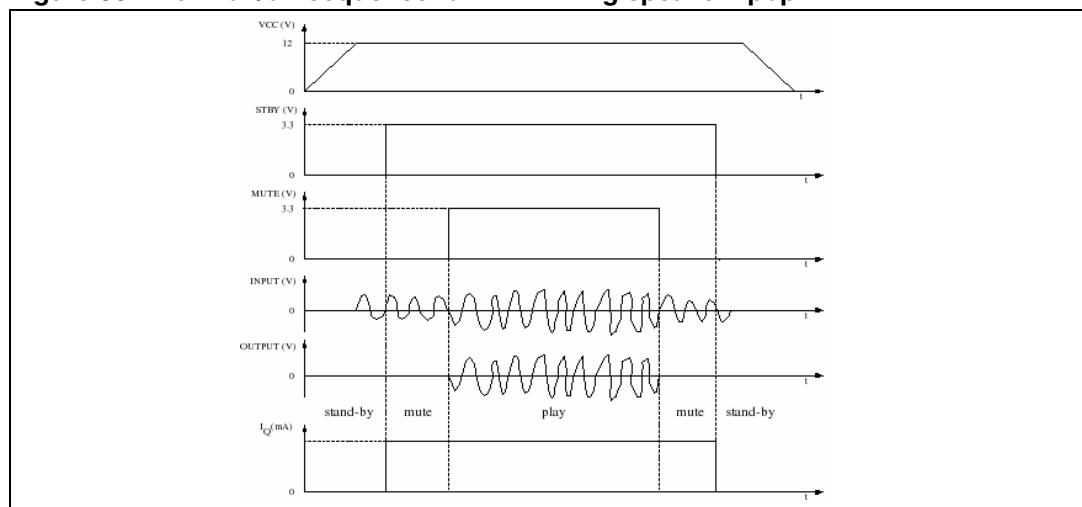 VCC (V)
12
0
t
STBY (V)
3.3
0
t
MUTE (V)
3.3
0
t
INPUT (V)
0
t
OUTPUT (V)
0
t
stand-by mute play mute stand-by
IQ(mA)
0
t